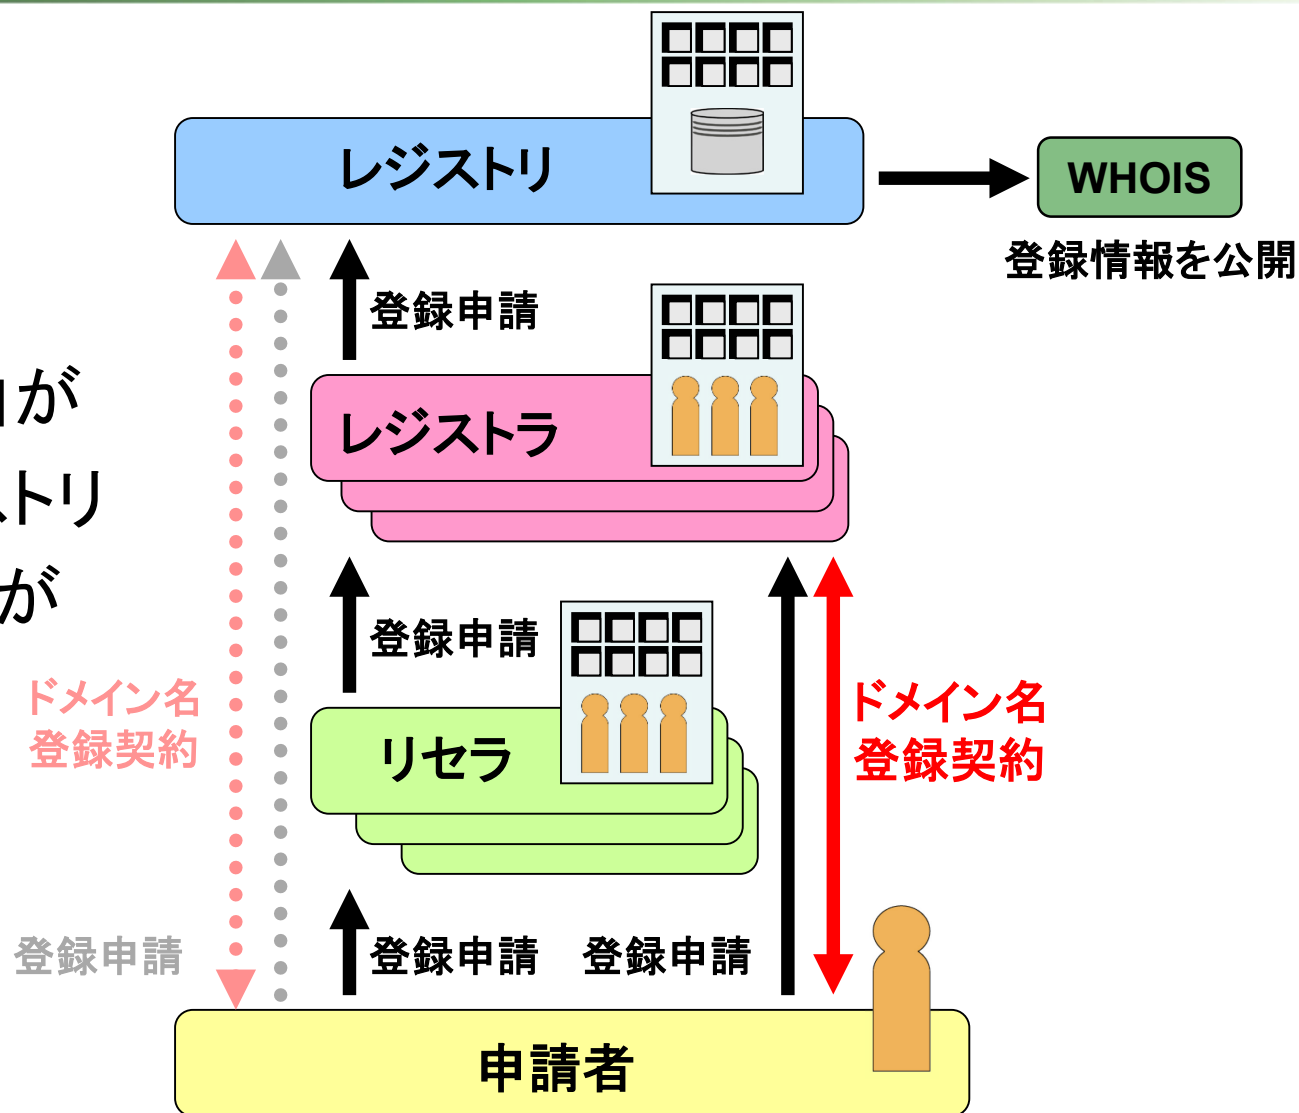 レジストリ
WHOIS
登録情報を公開
登録申請
が
レジストラ
ストリ
が
登録申請
ドメイン名
登録契約
リセラ
ドメイン名
登録契約
登録申請
登録申請
登録申請
申請者